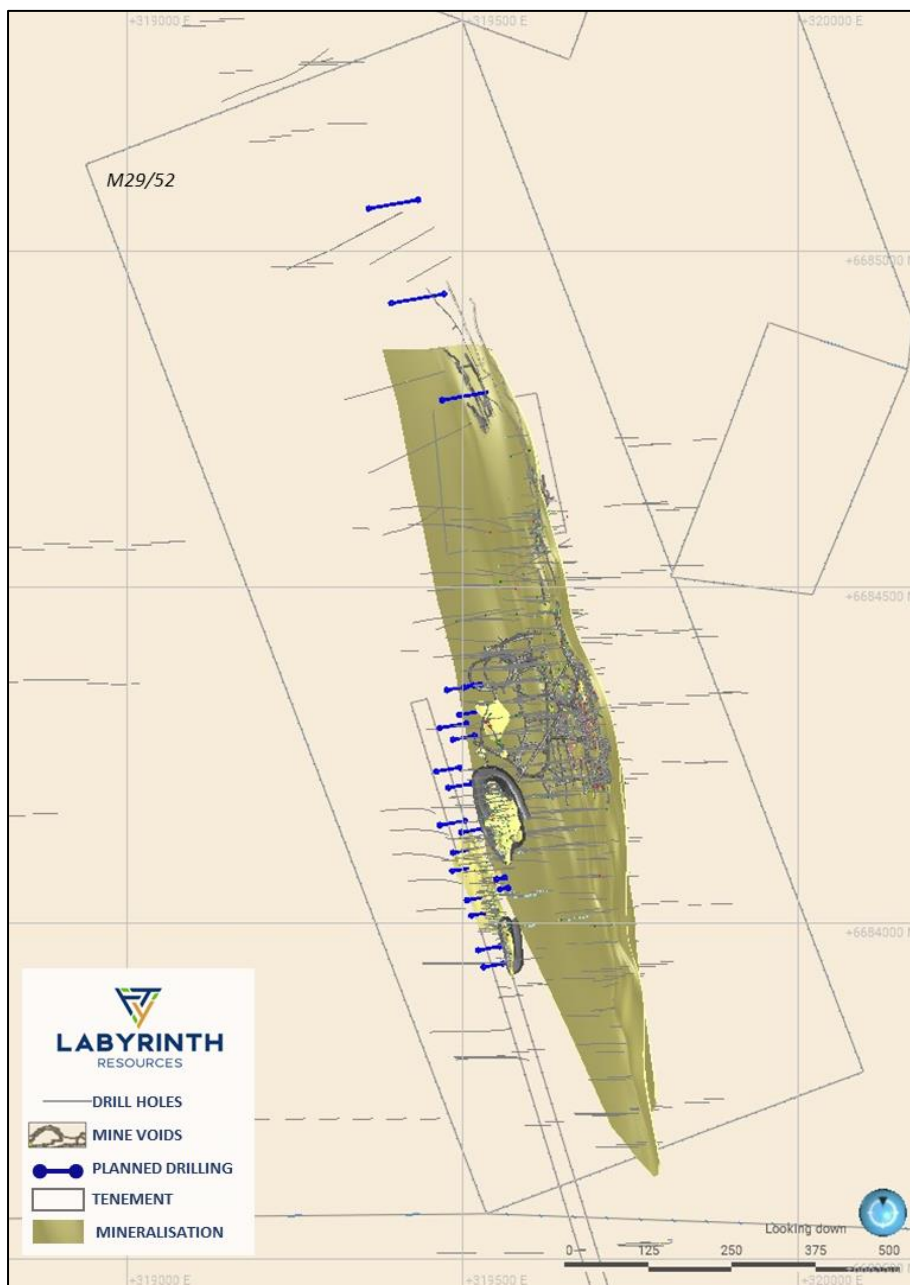 +319000 E
+319500 E
+320000 E
M29/52
+6685000 N
+6684500 N
+6684000 N
LABYRINTH
RESOURCES
DRILL HOLES
MINE VOIDS
PLANNED DRILLING
TENEMENT
MINERALISATION
Looking down
0 125 250 375 500
+6683500 N
+319000 E
+319500 E
+320000 E